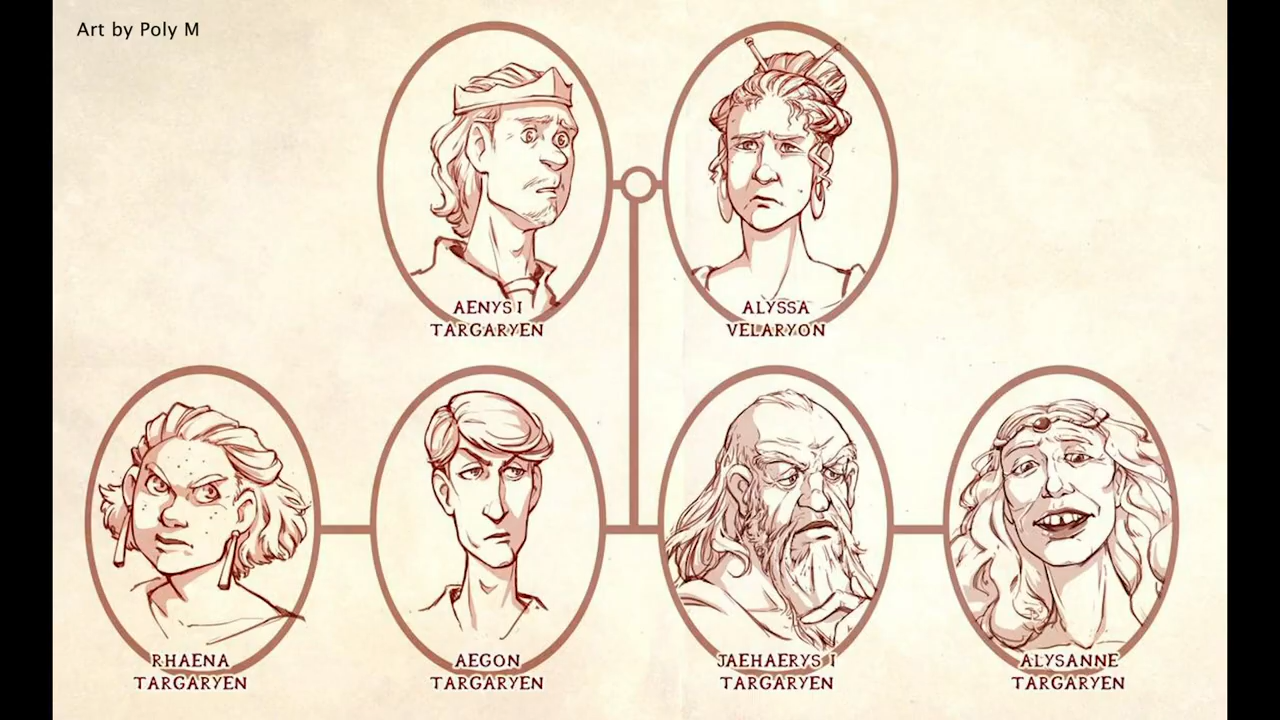 Art by Poly M
AENYS I
TARGARYEN
ALYSSA
VELARYON
RHAENA
TARGARYEN
AEGON
TARGARYEN
JAEHAERYS I
TARGARYEN
ALYSANNE
TARGARYEN